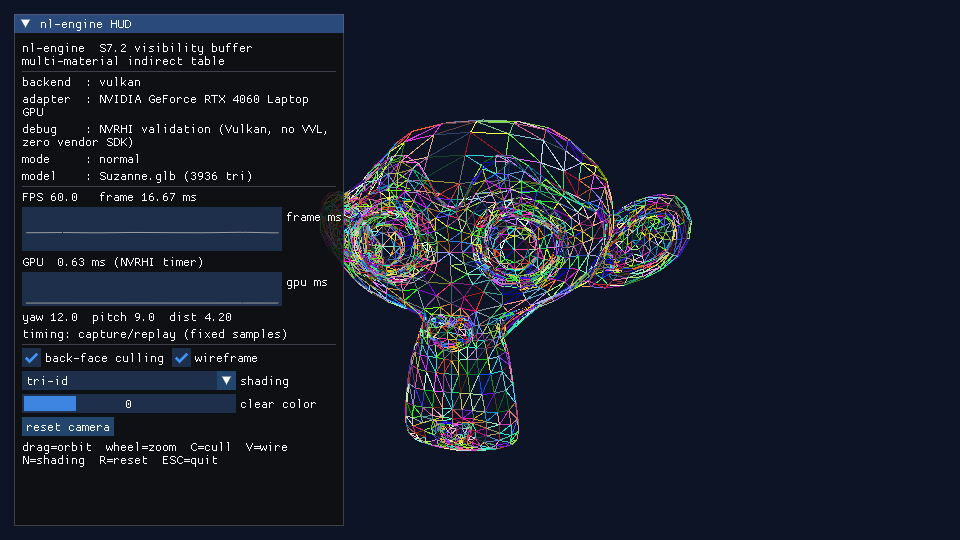 nl-engine HUD
nl-engine S7.2 visibility buffer
multi-material indirect table
backend : vulkan
adapter : NVIDIA GeForce RTX 4060 Laptop
GPU
debug : NVRHI validation (Vulkan, no VVL,
zero vendor SDK)
mode : normal
model : Suzanne.glb (3936 tri)
FPS 60.0 frame 16.67 ms
frame ms
GPU 0.63 ms (NVRHI timer)
gpu ms
yaw 12.0 pitch 9.0 dist 4.20
timing: capture/replay (fixed samples)
back-face culling wireframe
tri-id shading
0 clear color
reset camera
drag=orbit wheel=zoom C=cull V=wire
N=shading R=reset ESC=quit